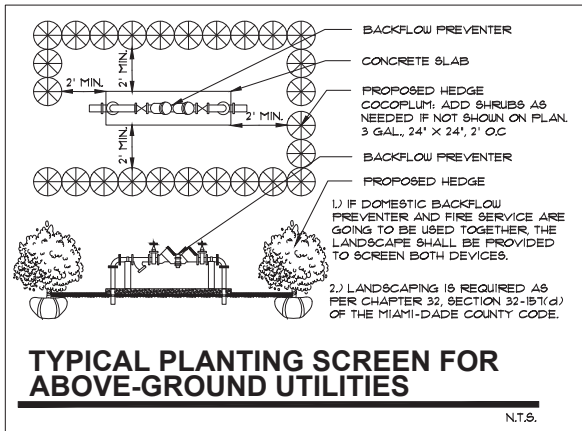 BACKFLOW PREVENTER
CONCRETE SLAB
2' MIN.
2' MIN.
2' MIN.
2' MIN.
PROPOSED HEDGE
COCOPLUM: ADD SHRUBS AS
NEEDED IF NOT SHOWN ON PLAN.
3 GAL., 24" X 24", 2' O.C
BACKFLOW PREVENTER
PROPOSED HEDGE
1.) IF DOMESTIC BACKFLOW
PREVENTER AND FIRE SERVICE ARE
GOING TO BE USED TOGETHER, THE
LANDSCAPE SHALL BE PROVIDED
TO SCREEN BOTH DEVICES.
2.) LANDSCAPING IS REQUIRED AS
PER CHAPTER 32, SECTION 32-157(d)
OF THE MIAMI-DADE COUNTY CODE.
TYPICAL PLANTING SCREEN FOR
ABOVE-GROUND UTILITIES
N.T.S.